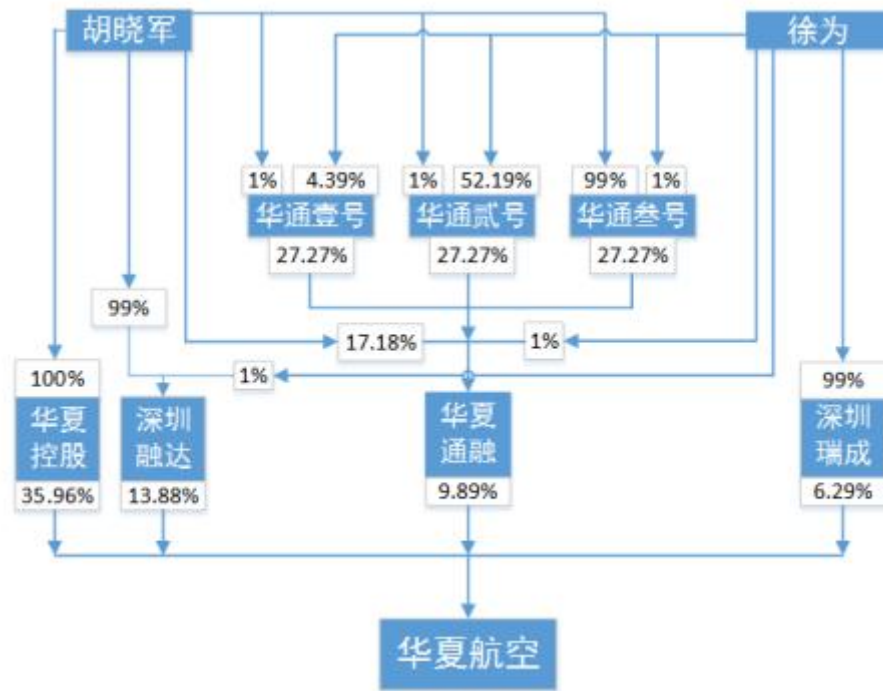 胡晓军
徐为
1%
4.39%
1%
52.19%
99%
1%
华通壹号
华通贰号
华通叁号
27.27%
27.27%
27.27%
99%
17.18%
1%
100%
1%
99%
华夏
控股
深圳
融达
华夏
通融
深圳
瑞成
35.96%
13.88%
9.89%
6.29%
华夏航空